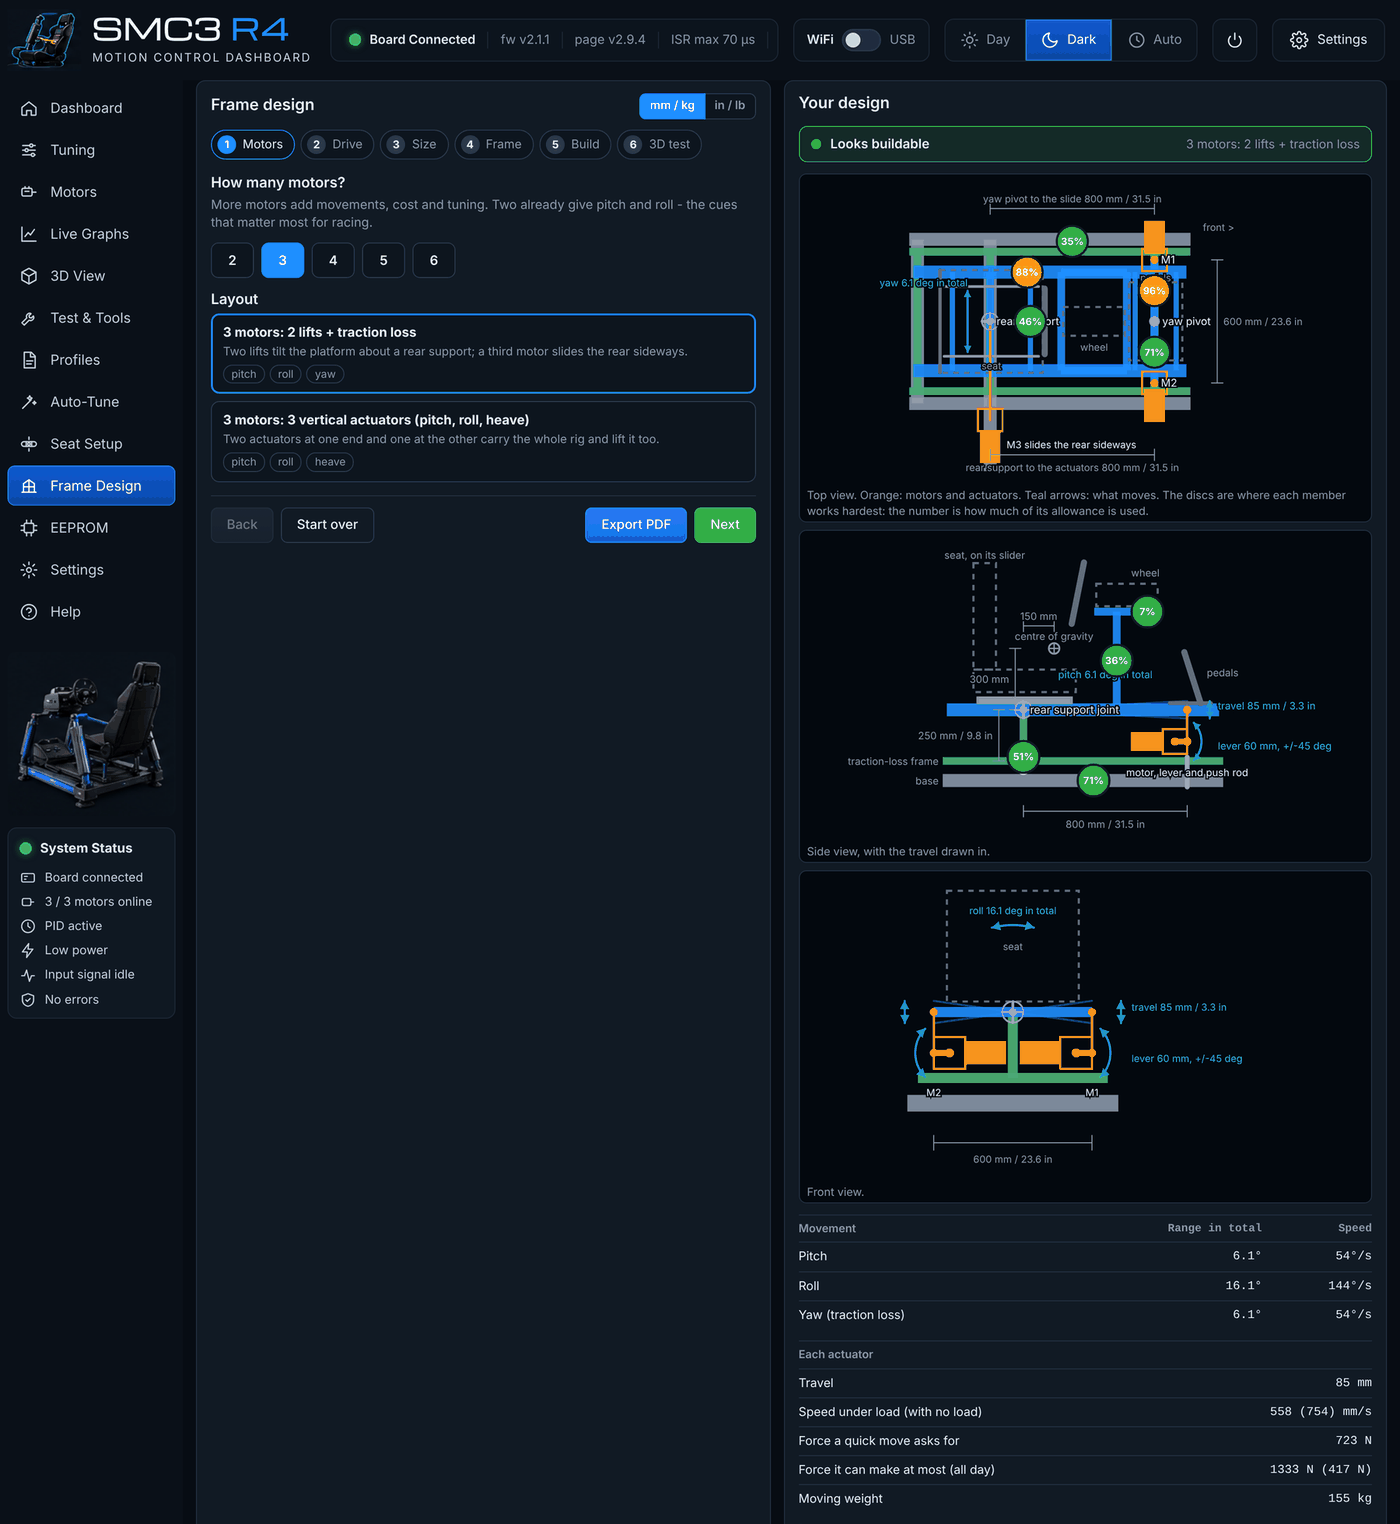 SMC3 R4
MOTION CONTROL DASHBOARD
Board Connected
fw v2.1.1
page v2.9.4
ISR max 70 µs
WiFi
USB
Day
Dark
Auto
Settings
Dashboard
Tuning
Motors
Live Graphs
3D View
Test & Tools
Profiles
Auto-Tune
Seat Setup
Frame Design
EEPROM
Settings
Help
System Status
Board connected
3 / 3 motors online
PID active
Low power
Input signal idle
No errors
Frame design
mm / kg
in / lb
1 Motors
2 Drive
3 Size
4 Frame
5 Build
6 3D test
How many motors?
More motors add movements, cost and tuning. Two already give pitch and roll - the cues
that matter most for racing.
2
3
4
5
6
Layout
3 motors: 2 lifts + traction loss
Two lifts tilt the platform about a rear support; a third motor slides the rear sideways.
pitch
roll
yaw
3 motors: 3 vertical actuators (pitch, roll, heave)
Two actuators at one end and one at the other carry the whole rig and lift it too.
pitch
roll
heave
Back
Start over
Export PDF
Next
Your design
Looks buildable
3 motors: 2 lifts + traction loss
yaw pivot to the slide 800 mm / 31.5 in
front >
35%
M1
88%
yaw 6.1 deg in total
96%
46%
yaw pivot
600 mm / 23.6 in
wheel
71%
seat
M2
M3 slides the rear sideways
rear support to the actuators 800 mm / 31.5 in
Top view. Orange: motors and actuators. Teal arrows: what moves. The discs are where each member
works hardest: the number is how much of its allowance is used.
seat, on its slider
wheel
7%
150 mm
centre of gravity
36%
300 mm
pitch 6.1 deg in total
pedals
rear support joint
travel 85 mm / 3.3 in
250 mm / 9.8 in
lever 60 mm, +/-45 deg
51%
traction-loss frame
motor, lever and push rod
base
71%
800 mm / 31.5 in
Side view, with the travel drawn in.
roll 16.1 deg in total
seat
travel 85 mm / 3.3 in
lever 60 mm, +/-45 deg
M2
M1
600 mm / 23.6 in
Front view.
Movement
Range in total
Speed
Pitch
6.1°
54°/s
Roll
16.1°
144°/s
Yaw (traction loss)
6.1°
54°/s
Each actuator
Travel
85 mm
Speed under load (with no load)
558 (754) mm/s
Force a quick move asks for
723 N
Force it can make at most (all day)
1333 N (417 N)
Moving weight
155 kg